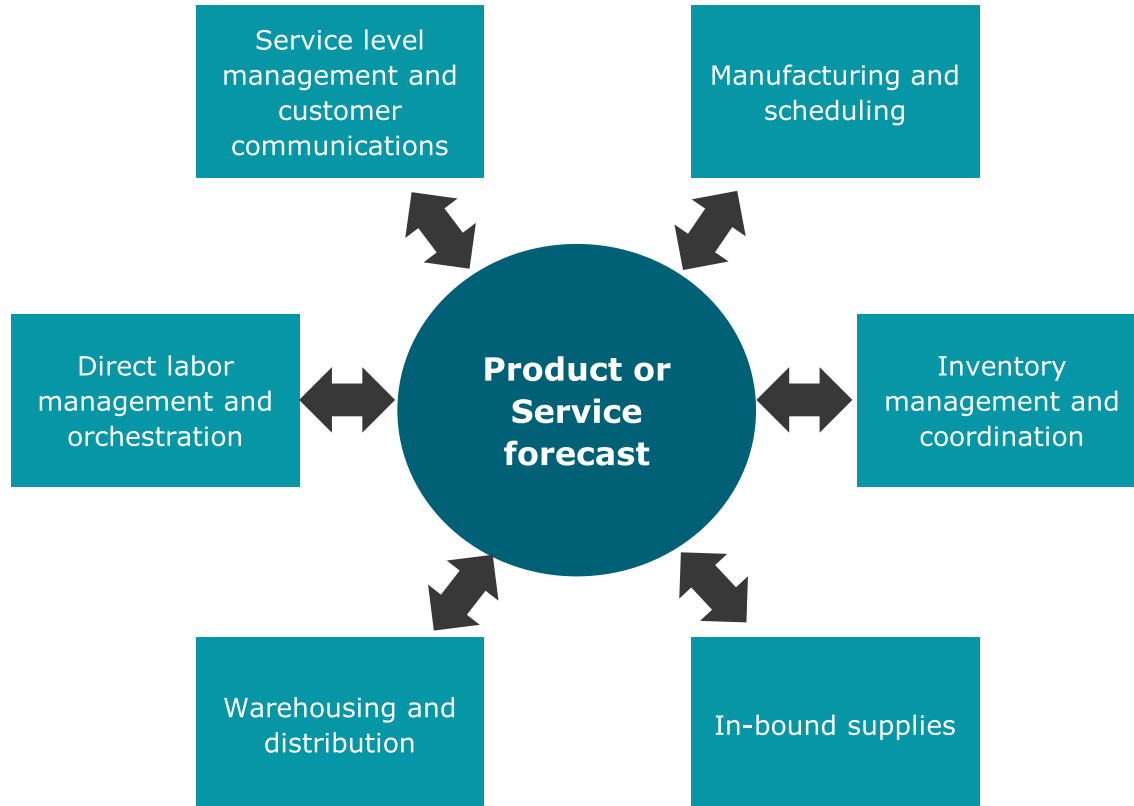 Service level
management and
customer
communications
Manufacturing and
scheduling
Direct labor
management and
orchestration
Product or
Service
forecast
Inventory
management and
coordination
Warehousing and
distribution
In-bound supplies